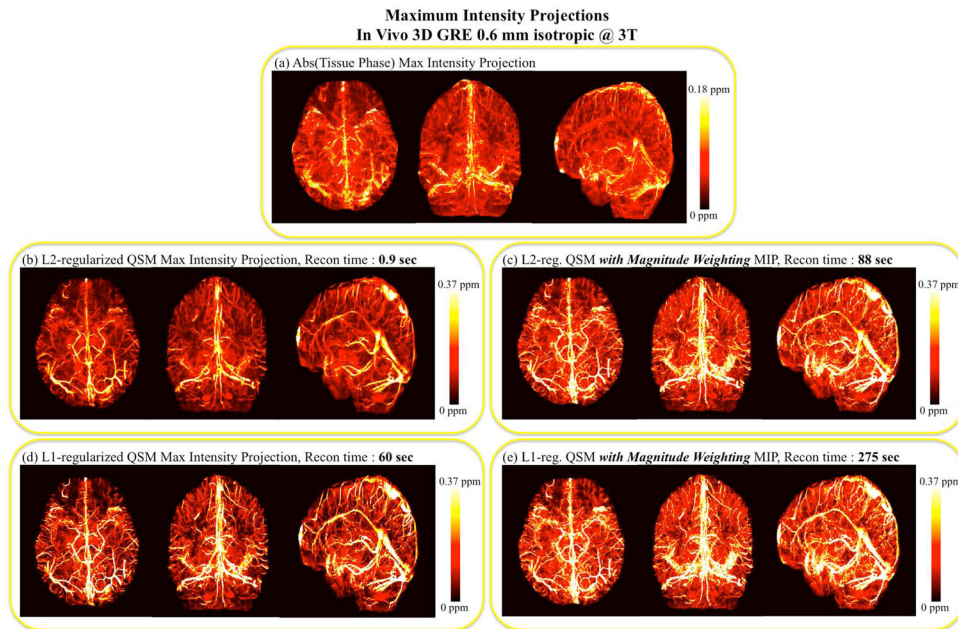 Maximum Intensity Projections
In Vivo 3D GRE 0.6 mm isotropic @ 3T
(a) Abs(Tissue Phase) Max Intensity Projection
0.18 ppm
0 ppm
(b) L2-regularized QSM Max Intensity Projection, Recon time : 0.9 sec
0.37 ppm
0 ppm
(c) L2-reg. QSM with Magnitude Weighting MIP, Recon time : 88 sec
0.37 ppm
0 ppm
(d) L1-regularized QSM Max Intensity Projection, Recon time : 60 sec
0.37 ppm
0 ppm
(e) L1-reg. QSM with Magnitude Weighting MIP, Recon time : 275 sec
0.37 ppm
0 ppm